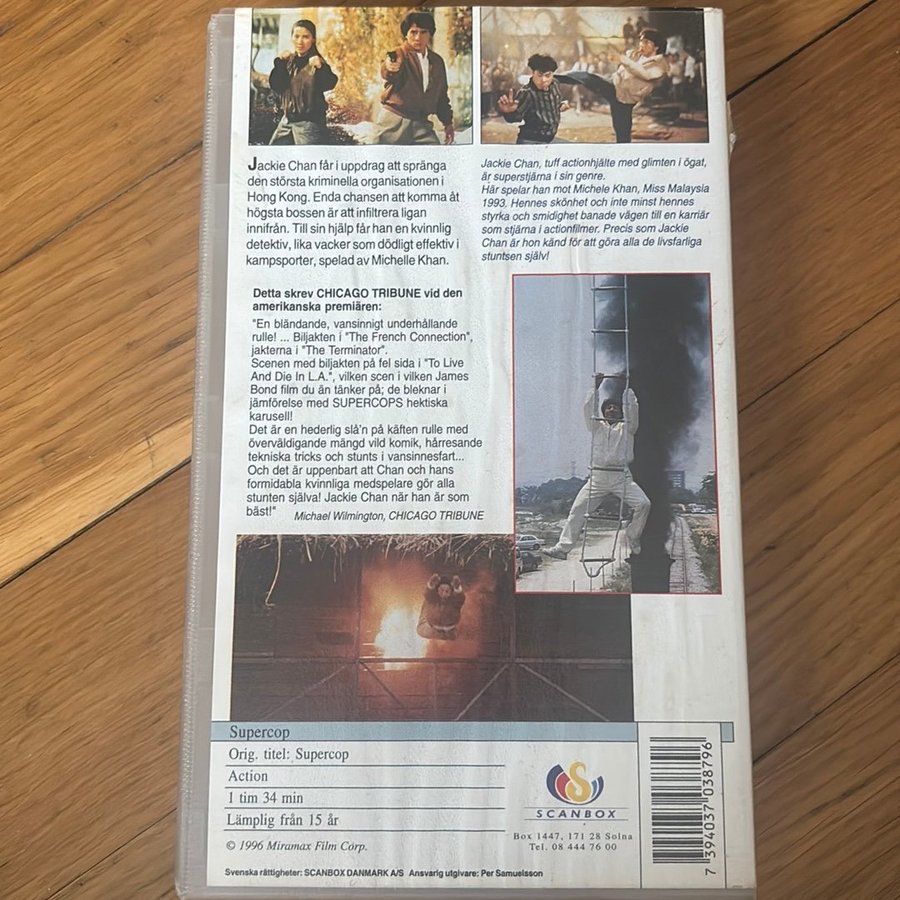 Jackie Chan får i uppdrag att spränga
den största kriminella organisationen i
Hong Kong. Enda chansen att komma åt
högsta bossen är att infiltrera ligan
innifrån. Till sin hjälp får han en kvinnlig
detektiv, lika vacker som dödligt effektiv i
kampsporter, spelad av Michelle Khan.
Jackie Chan, tuff actionhjälte med glimten i ögat,
är superstjärna i sin genre.
Här spelar han mot Michele Khan, Miss Malaysia
1993. Hennes skönhet och inte minst hennes
styrka och smidighet banade vägen till en karriär
som stjärna i actionfilmer. Precis som Jackie
Chan är hon känd för att göra alla de livsfarliga
stuntsen själv!
Detta skrev CHICAGO TRIBUNE vid den
amerikanska premiären:
"En bländande, vansinnigt underhållande
rulle! ... Biljakten i "The French Connection",
jakterna i "The Terminator".
Scenen med biljakten på fel sida i "To Live
And Die In L.A.", vilken scen i vilken James
Bond film du än tänker på; de bleknar i
jämförelse med SUPERCOPS hektiska
karusell!
Det är en hederlig slå'n på käften rulle med
överväldigande mängd vild komik, hårresande
tekniska tricks och stunts i vansinnesfart...
Och det är uppenbart att Chan och hans
formidabla kvinnliga medspelare gör alla
stunten själva! Jackie Chan när han är som
bäst!"
Michael Wilmington, CHICAGO TRIBUNE
Supercop
Orig. titel: Supercop
Action
1 tim 34 min
Lämplig från 15 år
© 1996 Miramax Film Corp.
S
SCANBOX
Box 1447, 171 28 Solna
Tel. 08 444 76 00
7 394037 038796
Svenska rättigheter: SCANBOX DANMARK A/S Ansvarig utgivare: Per Samuelsson